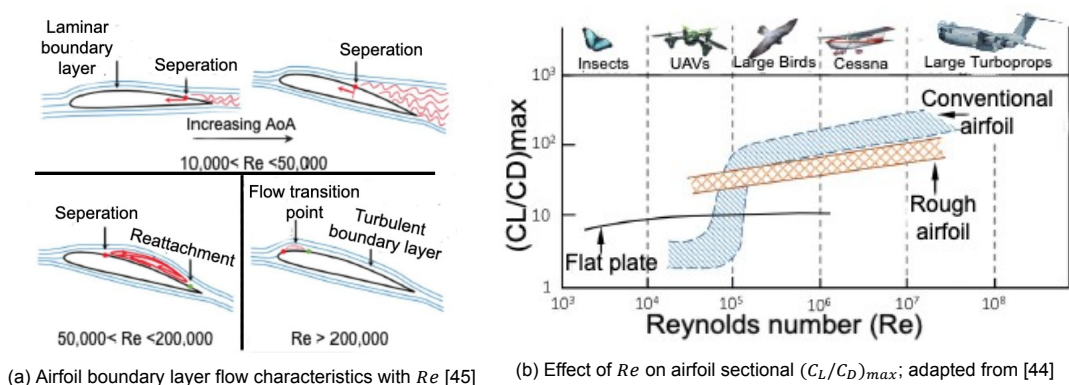 Laminar
boundary
layer
Seperation
Seperation
Increasing AoA
10,000< Re <50,000
Seperation
Reattachment
50,000< Re <200,000
Flow transition
point
Turbulent
boundary layer
Re > 200,000
(a) Airfoil boundary layer flow characteristics with Re [45]
Insects
UAVs
Large Birds
Cessna
Large Turboprops
(CL/CD)max
10³
10²
10
1
Conventional
airfoil
Rough
airfoil
Flat plate
10³ 10⁴ 10⁵ 10⁶ 10⁷ 10⁸
Reynolds number (Re)
(b) Effect of Re on airfoil sectional (C_L/C_D)_max; adapted from [44]